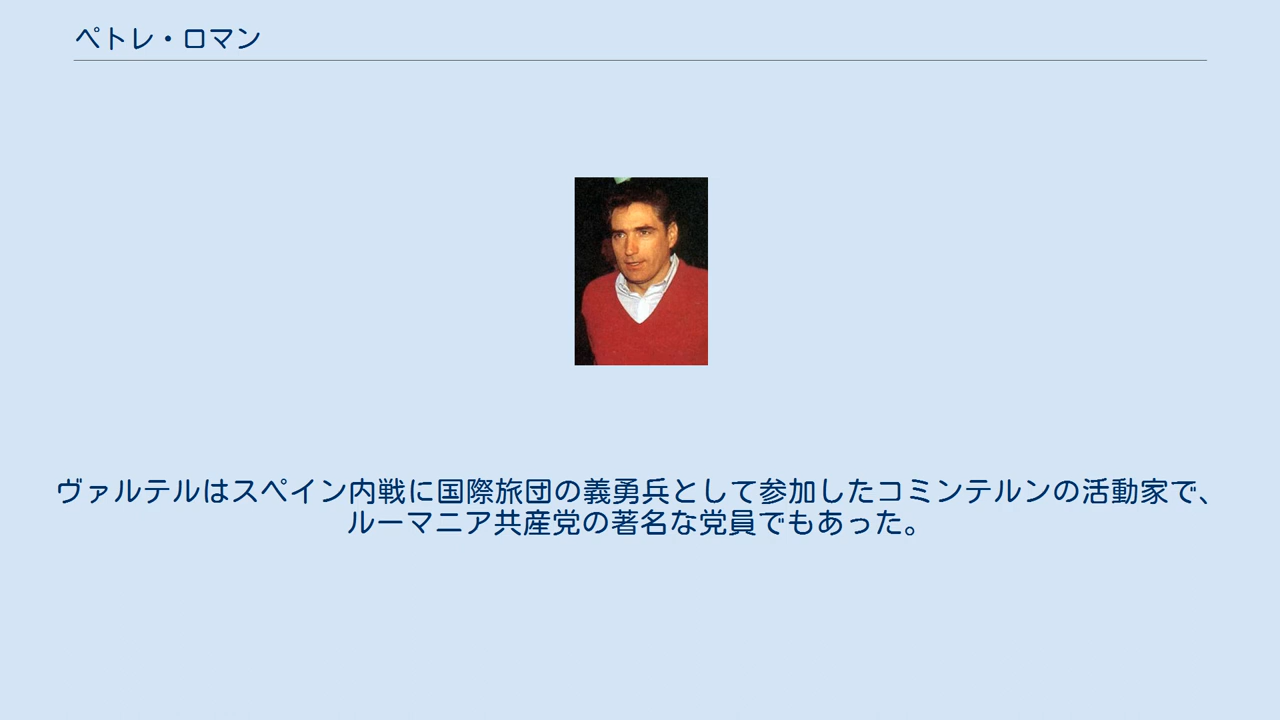 ペトレ・ロマン
ヴァルテルはスペイン内戦に国際旅団の義勇兵として参加したコミンテルンの活動家で、
ルーマニア共産党の著名な党員でもあった。